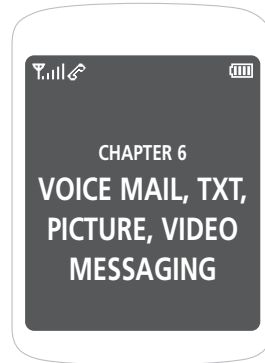 CHAPTER 6
VOICE MAIL, TXT,
PICTURE, VIDEO
MESSAGING